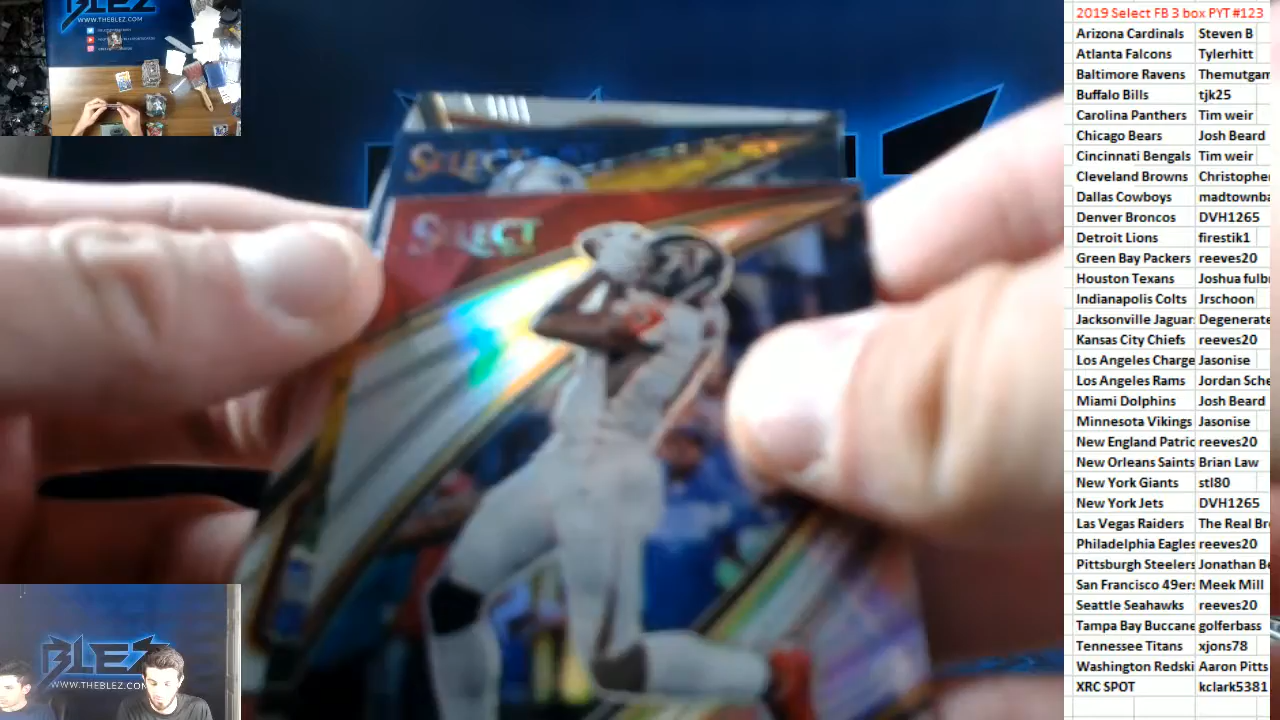 BLEZ
WWW.THEBLEZ.COM
SELECT
SELECT
BLEZ
WWW.THEBLEZ.COM
2019 Select FB 3 box PYT #123
Arizona Cardinals Steven B
Atlanta Falcons Tylerhitt
Baltimore Ravens Themutgam
Buffalo Bills tjk25
Carolina Panthers Tim weir
Chicago Bears Josh Beard
Cincinnati Bengals Tim weir
Cleveland Browns Christophe
Dallas Cowboys madtownba
Denver Broncos DVH1265
Detroit Lions firestik1
Green Bay Packers reeves20
Houston Texans Joshua fulb
Indianapolis Colts Jrschoon
Jacksonville Jaguar Degenerate
Kansas City Chiefs reeves20
Los Angeles Charge Jasonise
Los Angeles Rams Jordan Sche
Miami Dolphins Josh Beard
Minnesota Vikings Jasonise
New England Patric reeves20
New Orleans Saints Brian Law
New York Giants stl80
New York Jets DVH1265
Las Vegas Raiders The Real Br
Philadelphia Eagles reeves20
Pittsburgh Steelers Jonathan Be
San Francisco 49ers Meek Mill
Seattle Seahawks reeves20
Tampa Bay Buccane golferbass
Tennessee Titans xjons78
Washington Redski Aaron Pitts
XRC SPOT kclark5381